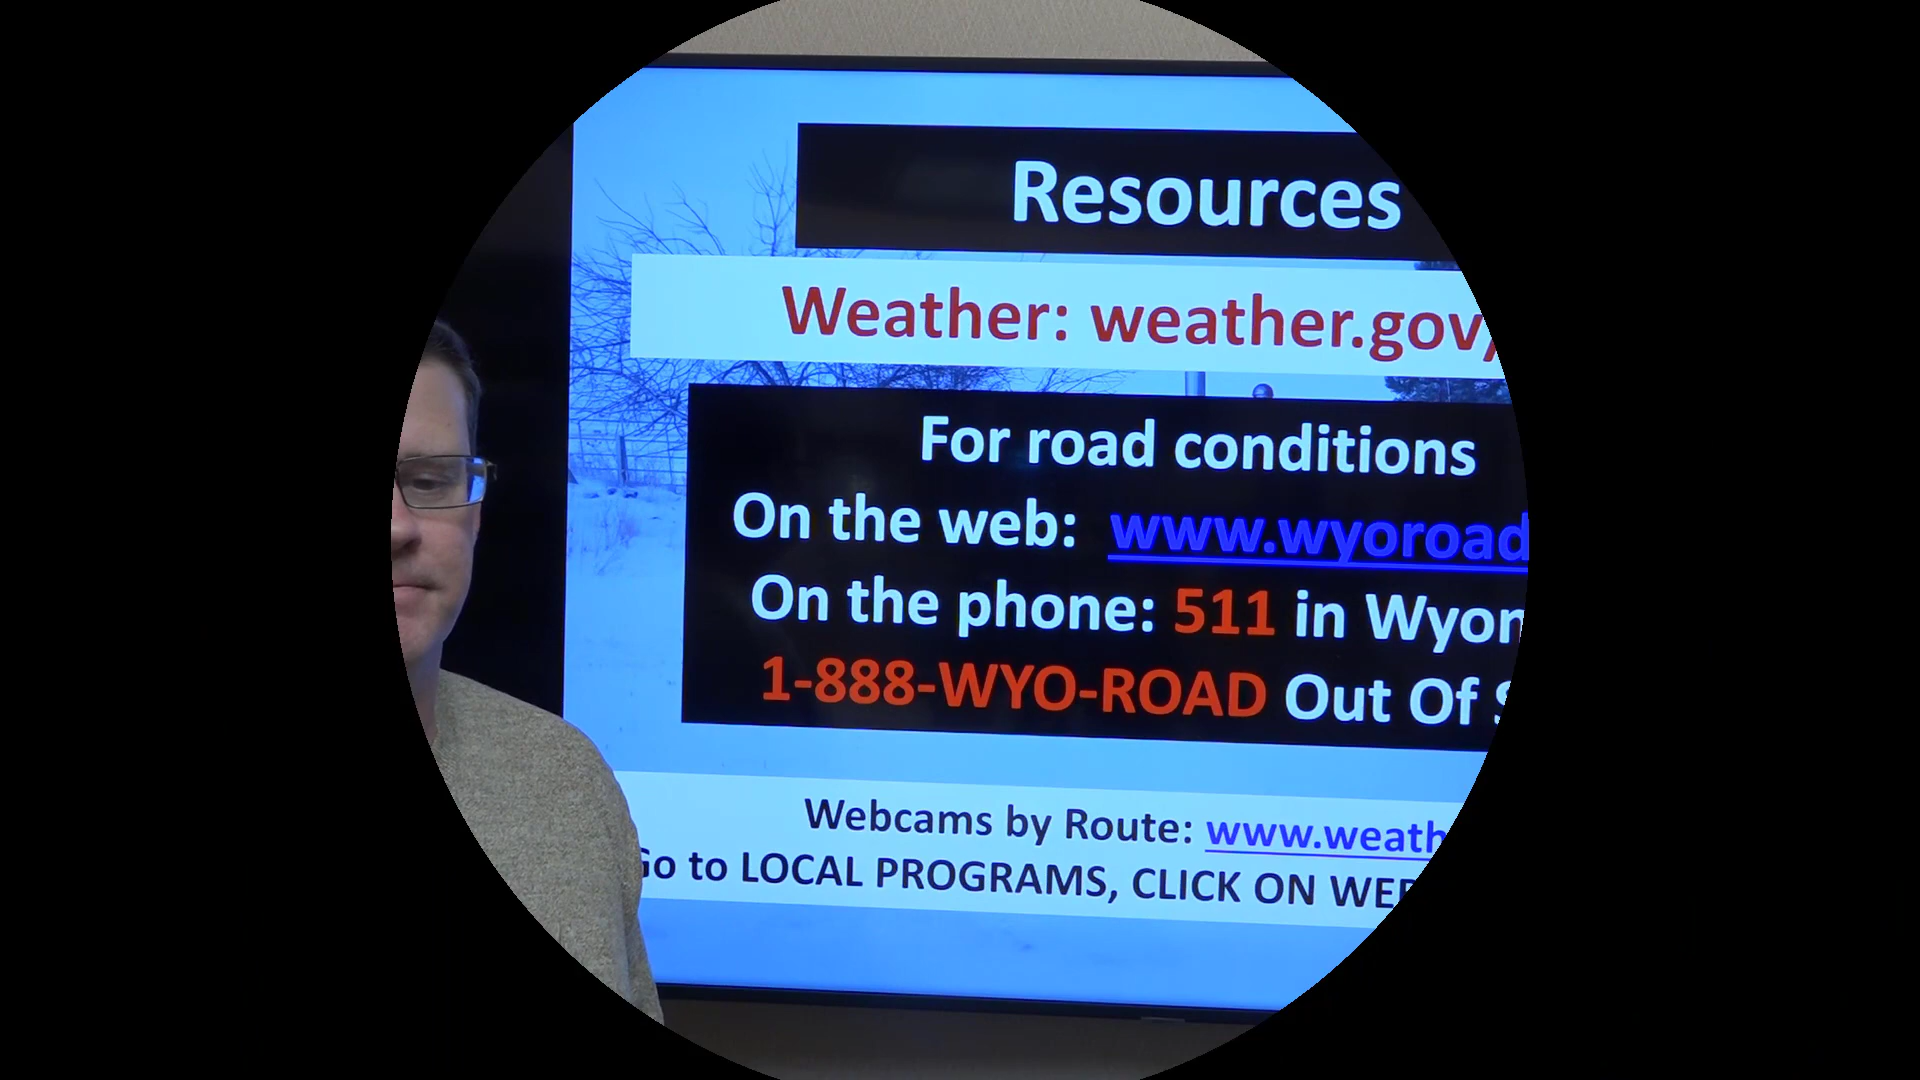 Resources
Weather: weather.gov/
For road conditions
On the web: www.wyoroad
On the phone: 511 in Wyon
1-888-WYO-ROAD Out Of
Webcams by Route: www.weath
Go to LOCAL PROGRAMS, CLICK ON